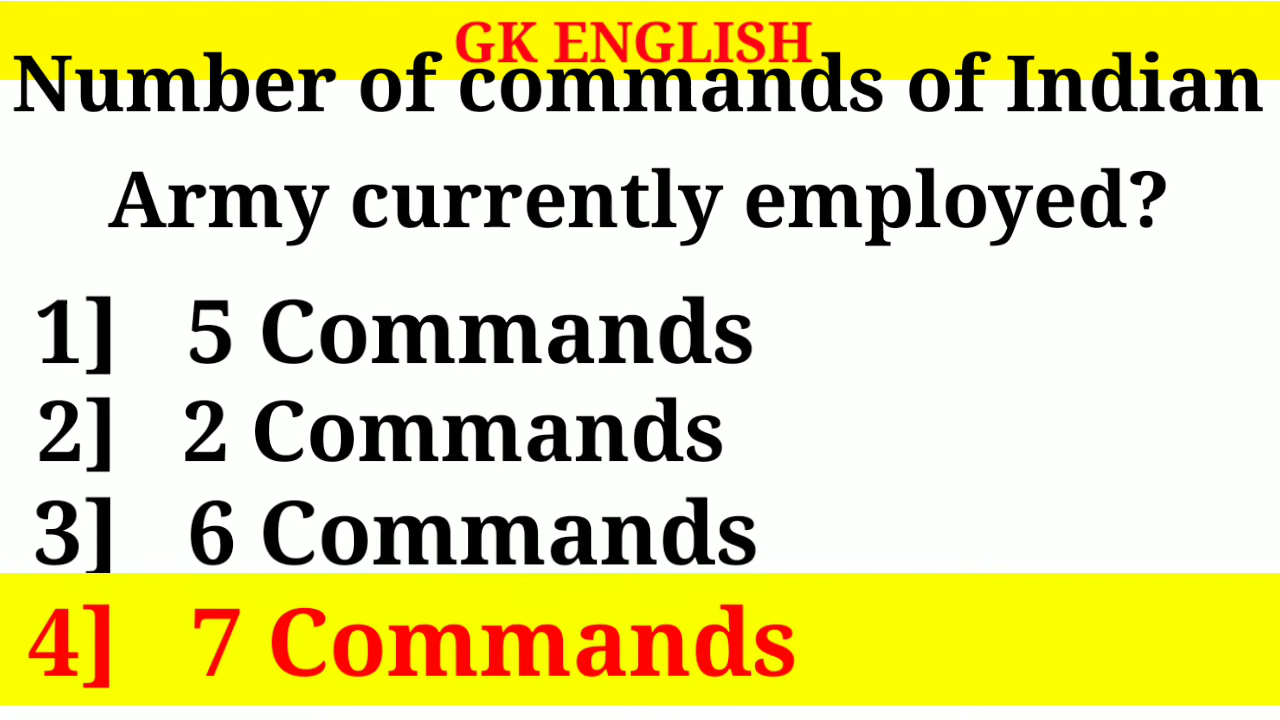 GK ENGLISH
Number of commands of Indian
Army currently employed?
1] 5 Commands
2] 2 Commands
3] 6 Commands
4] 7 Commands